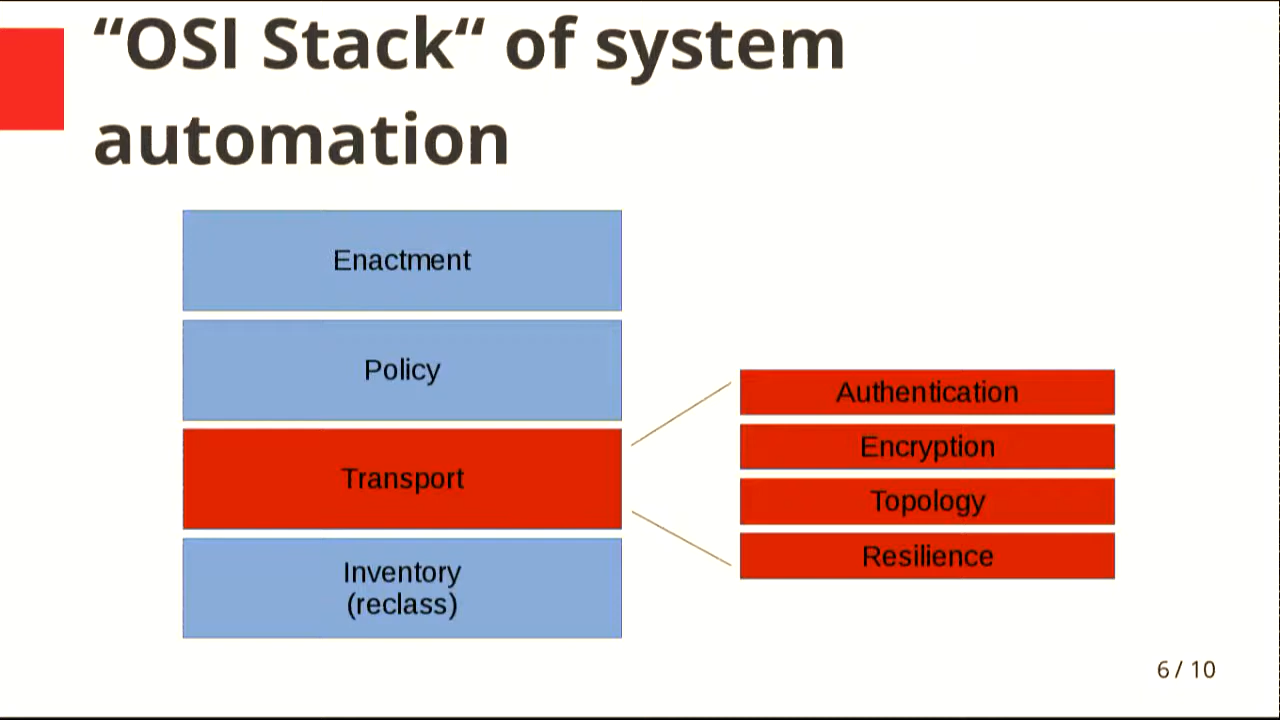 “OSI Stack“ of system
automation
Enactment
Policy
Transport
Inventory
(reclass)
Authentication
Encryption
Topology
Resilience
6 / 10